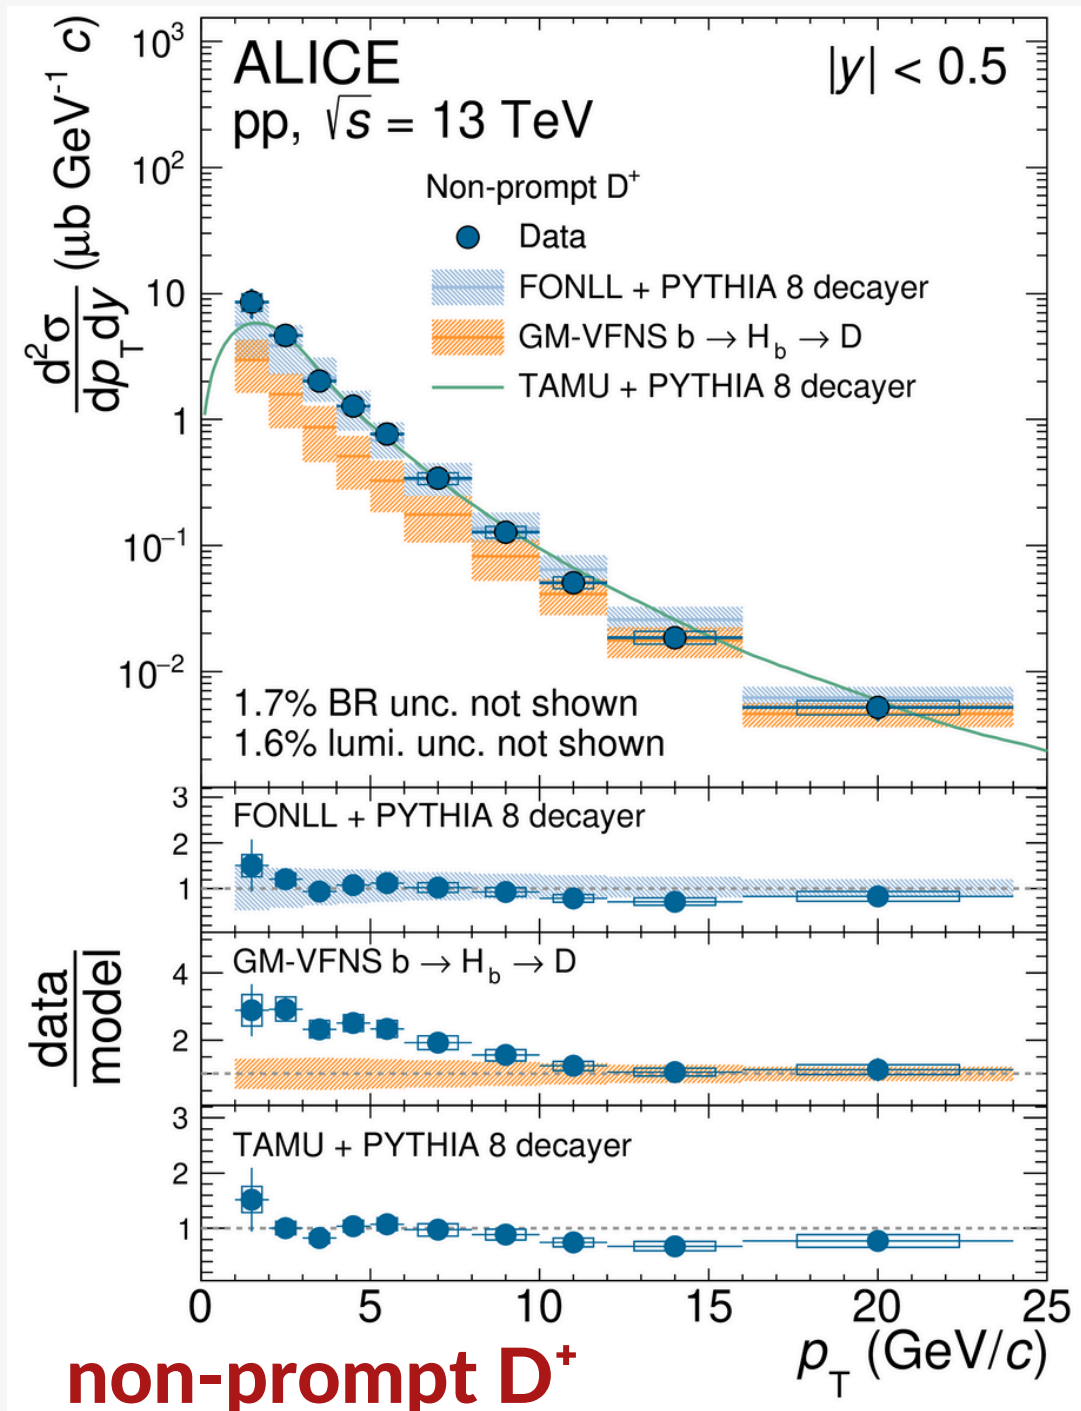 ALICE
|y| < 0.5
pp, √s = 13 TeV
Non-prompt D⁺
Data
FONLL + PYTHIA 8 decayer
GM-VFNS b → H_b → D
TAMU + PYTHIA 8 decayer
d²σ
dp_Tdy
(μb GeV⁻¹ c)
10³
10²
10
1
10⁻¹
10⁻²
1.7% BR unc. not shown
1.6% lumi. unc. not shown
FONLL + PYTHIA 8 decayer
3
2
1
data
model
GM-VFNS b → H_b → D
4
2
TAMU + PYTHIA 8 decayer
3
2
1
0 5 10 15 20 25
p_T (GeV/c)
non-prompt D⁺